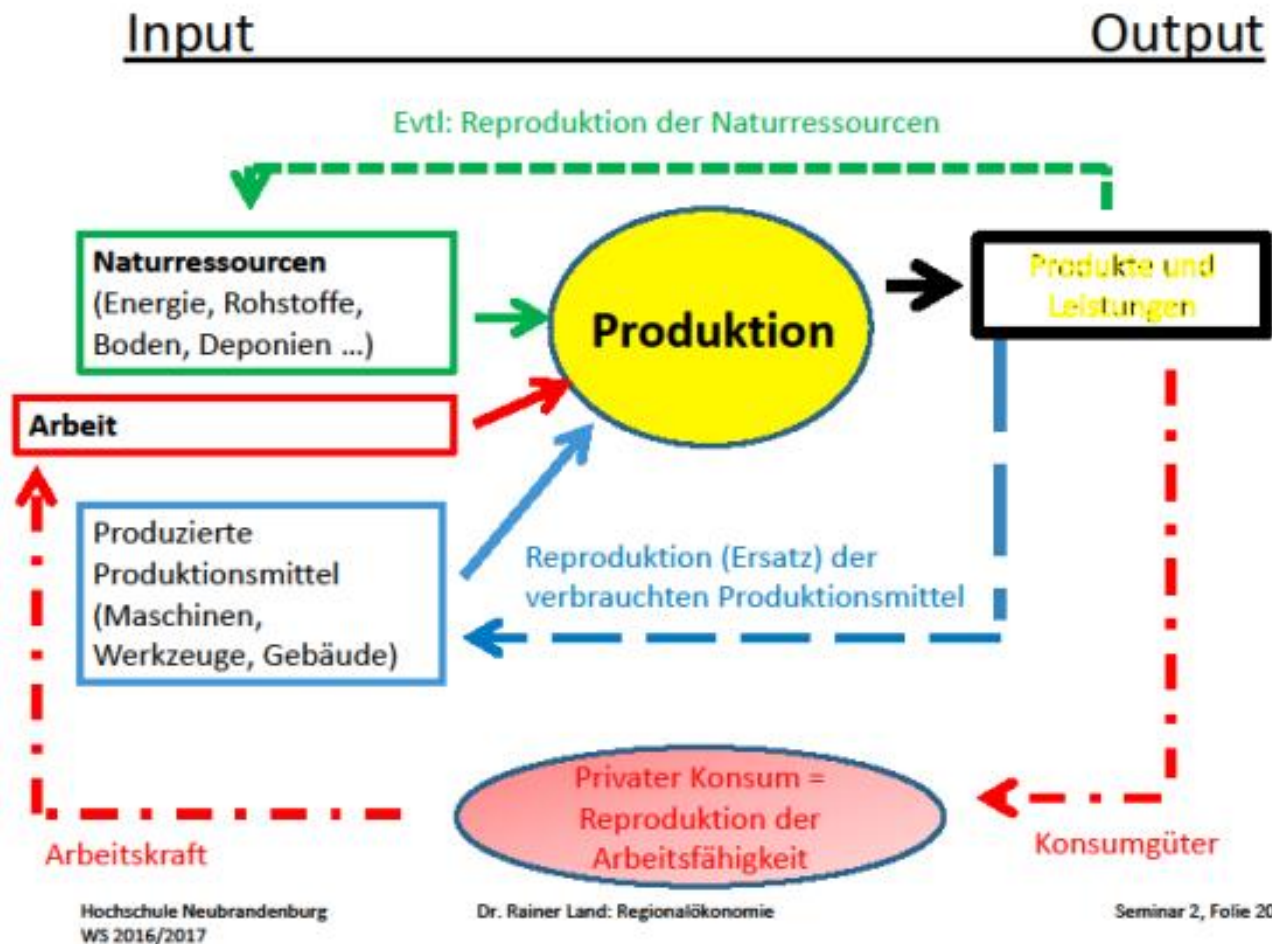 Input
Output
Evtl: Reproduktion der Naturressourcen
Naturressourcen
(Energie, Rohstoffe,
Boden, Deponien ...)
Produktion
Produkte und
Leistungen
Arbeit
Produzierte
Produktionsmittel
(Maschinen,
Werkzeuge, Gebäude)
Reproduktion (Ersatz) der
verbrauchten Produktionsmittel
Privater Konsum =
Reproduktion der
Arbeitsfähigkeit
Arbeitskraft
Konsumgüter
Hochschule Neubrandenburg
WS 2016/2017
Dr. Rainer Land: Regionalökonomie
Seminar 2, Folie 20